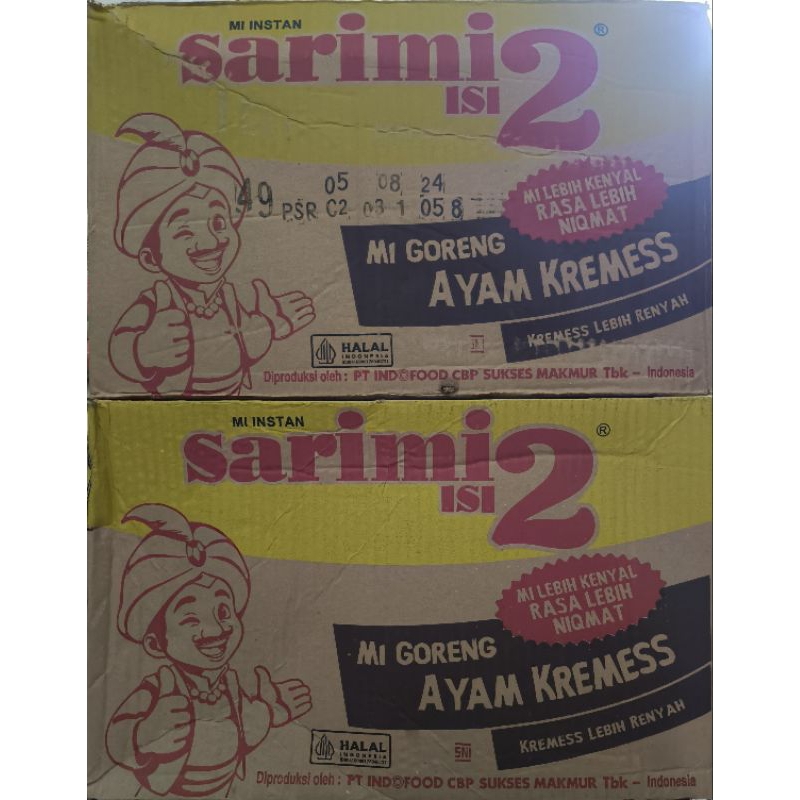 MI INSTAN
sarimi
ISI 2®
05 08 24
49 PSR C2 03 1 05 8
MI LEBIH KENYAL
RASA LEBIH
NIQMAT
MI GORENG
AYAM KREMESS
KREMESS LEBIH RENYAH
HALAL
INDONESIA
Diproduksi oleh : PT INDOFOOD CBP SUKSES MAKMUR Tbk – Indonesia
MI INSTAN
sarimi
ISI 2®
MI LEBIH KENYAL
RASA LEBIH
NIQMAT
MI GORENG
AYAM KREMESS
KREMESS LEBIH RENYAH
HALAL
INDONESIA
SNI
Diproduksi oleh : PT INDOFOOD CBP SUKSES MAKMUR Tbk – Indonesia